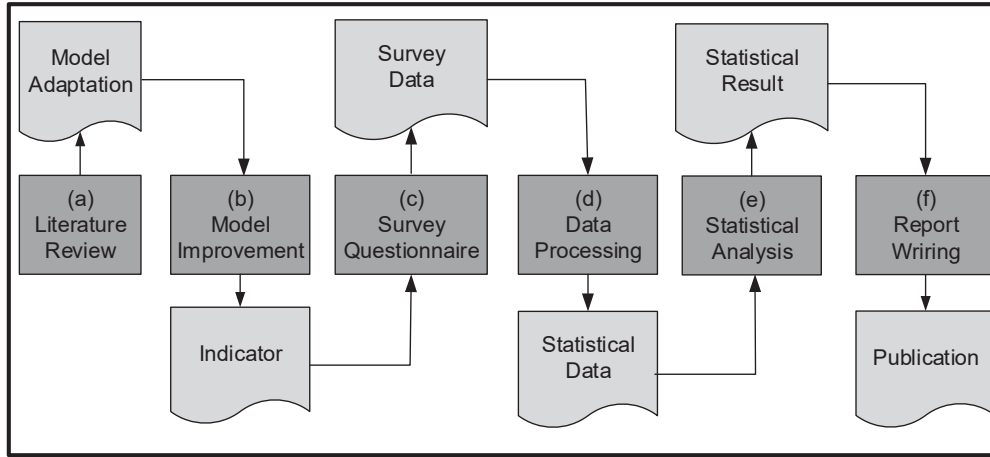 Model
Adaptation
Survey
Data
Statistical
Result
(a)
Literature
Review
(b)
Model
Improvement
(c)
Survey
Questionnaire
(d)
Data
Processing
(e)
Statistical
Analysis
(f)
Report
Wriring
Indicator
Statistical
Data
Publication